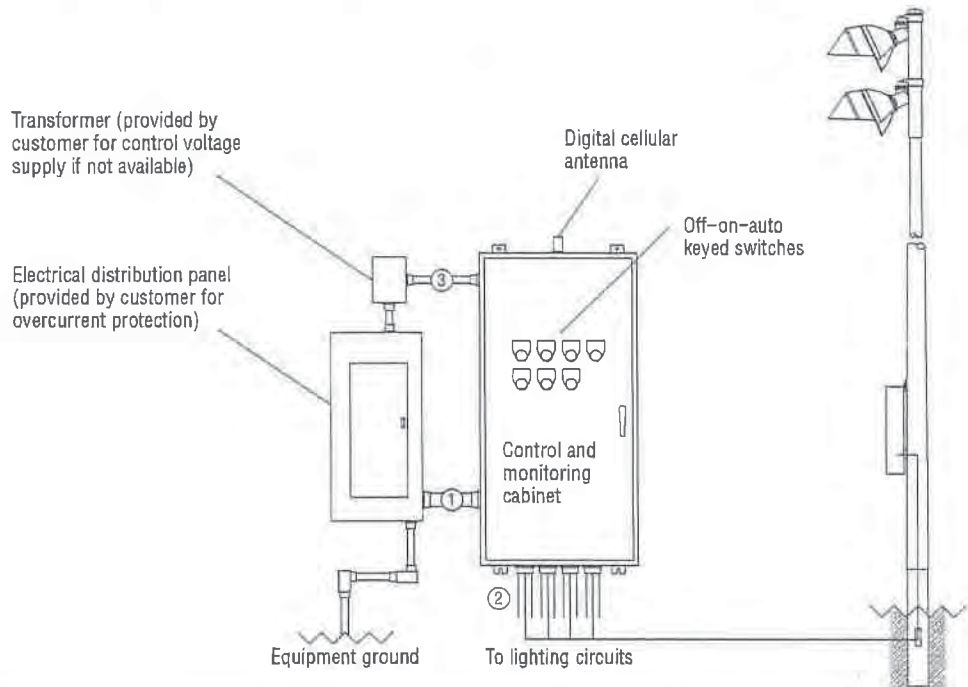 Transformer (provided by
customer for control voltage
supply if not available)
Digital cellular
antenna
Off-on-auto
keyed switches
Electrical distribution panel
(provided by customer for
overcurrent protection)
3
Control and
monitoring
cabinet
1
2
Equipment ground
To lighting circuits